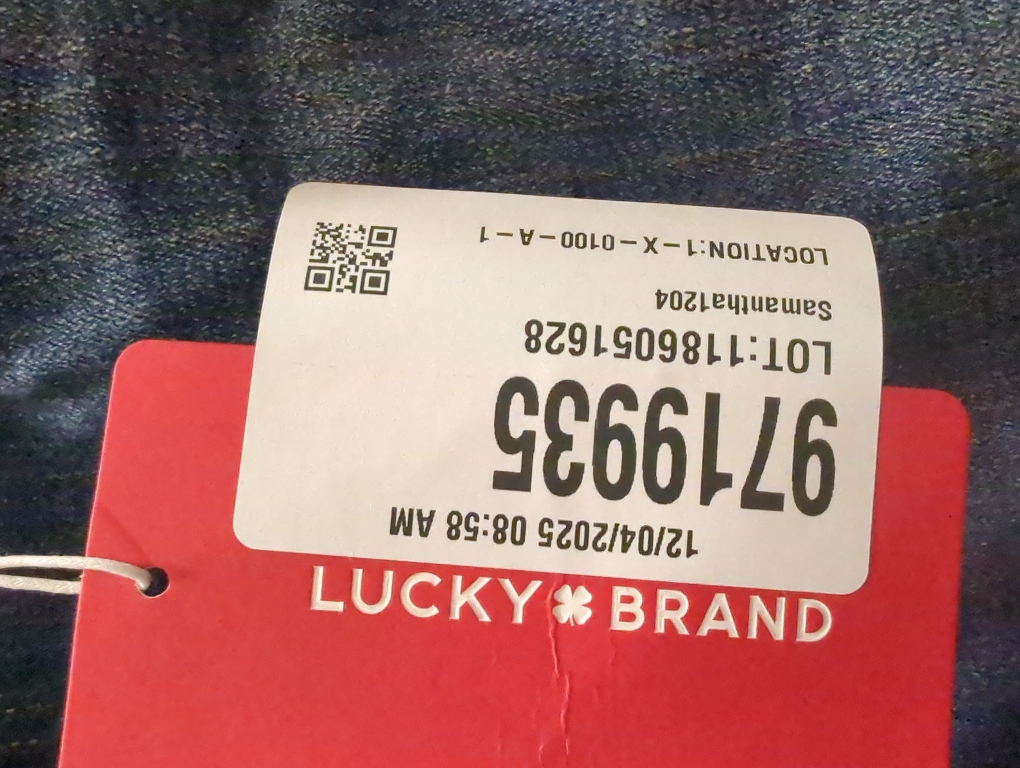 12/04/2025 08:58 AM
9719935
LOT:1186051628
Samantha1204
LOCATION:1-X-0100-A-1
LUCKY BRAND